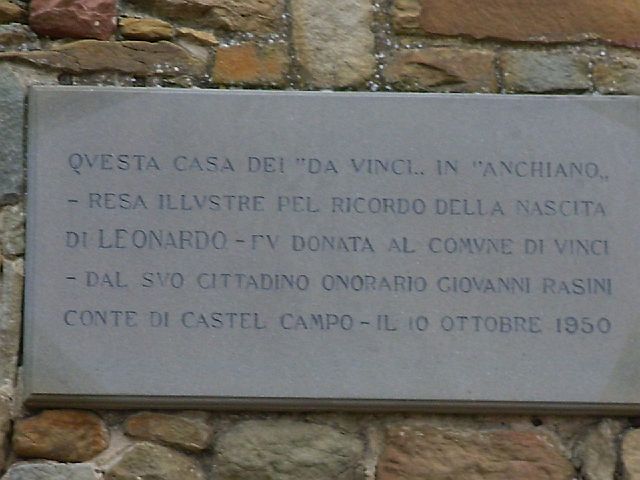 QVESTA CASA DEI "DA VINCI„ IN "ANCHIANO„
- RESA ILLVSTRE PEL RICORDO DELLA NASCITA
DI LEONARDO - FV DONATA AL COMVNE DI VINCI
- DAL SVO CITTADINO ONORARIO GIOVANNI RASINI
CONTE DI CASTEL CAMPO - IL 10 OTTOBRE 1950